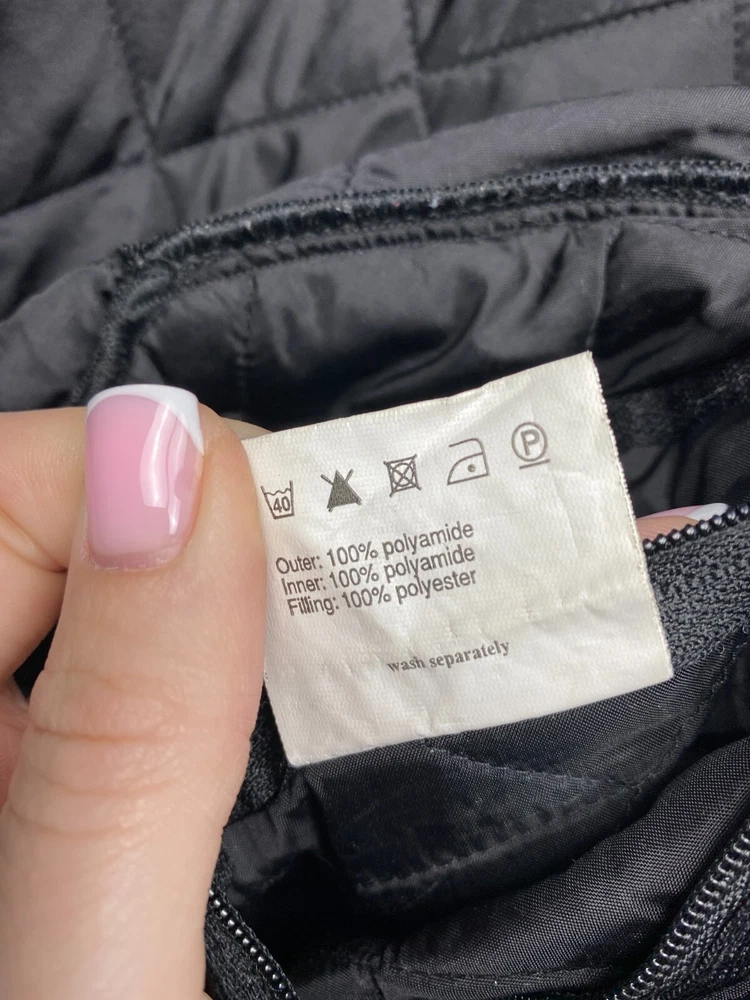 40 P
Outer: 100% polyamide
Inner: 100% polyamide
Filling: 100% polyester
wash separately